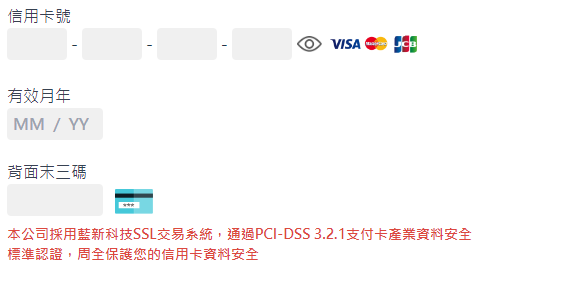 信用卡號
- - - VISA MasterCard JCB
有效月年
MM / YY
背面末三碼
***
本公司採用藍新科技SSL交易系統，通過PCI-DSS 3.2.1支付卡產業資料安全
標準認證，周全保護您的信用卡資料安全